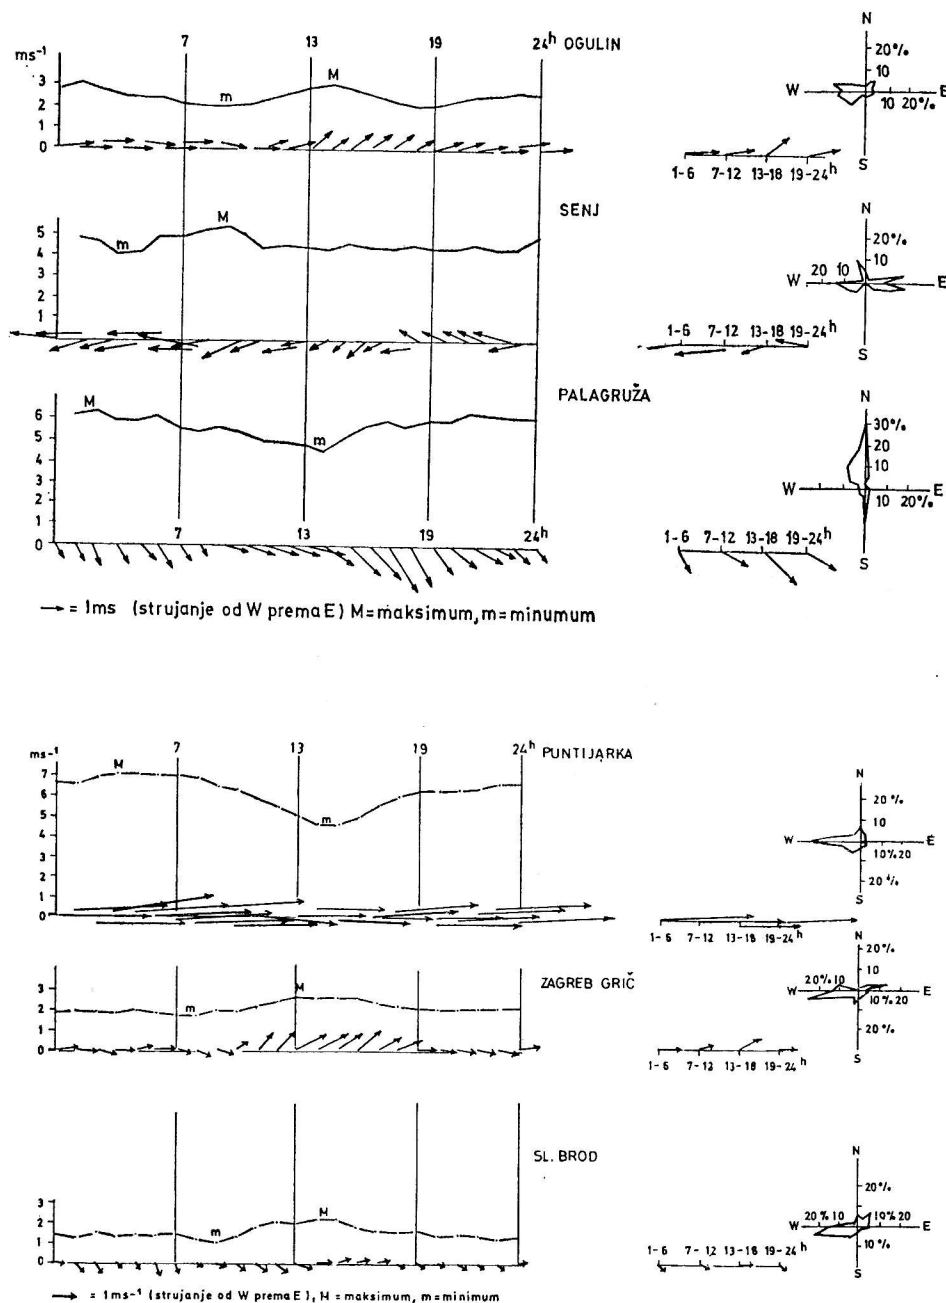 7 13 19 24h OGULIN
ms-1
3
2
1
0
m
M
N
20%
10
W E
10 20%
S
1-6 7-12 13-18 19-24h
SENJ
5
4
3
2
1
m
M
N
20%
10
W 20 10 E
S
1-6 7-12 13-18 19-24h
PALAGRUŽA
6
5
4
3
2
1
0
M
m
7 13 19 24h
N
30%
20
10
W E
10 20%
S
1-6 7-12 13-18 19-24h
= 1ms (strujanje od W prema E) M=maksimum, m=minumum
7 13 19 24h PUNTIJARKA
ms-1
7
6
5
4
3
2
1
0
M
m
N
20%
10
W E
10% 20
20%
S
1-6 7-12 13-18 19-24h
ZAGREB GRIČ
3
2
1
0
m
M
N
20%
10
20% 10
W E
10% 20
20%
S
1-6 7-12 13-18 19-24h
SL. BROD
3
2
1
0
m
M
N
20%
20% 10 10% 20
W E
10%
S
1-6 7-12 13-18 19-24h
= 1ms-1 (strujanje od W prema E), M = maksimum, m=minimum